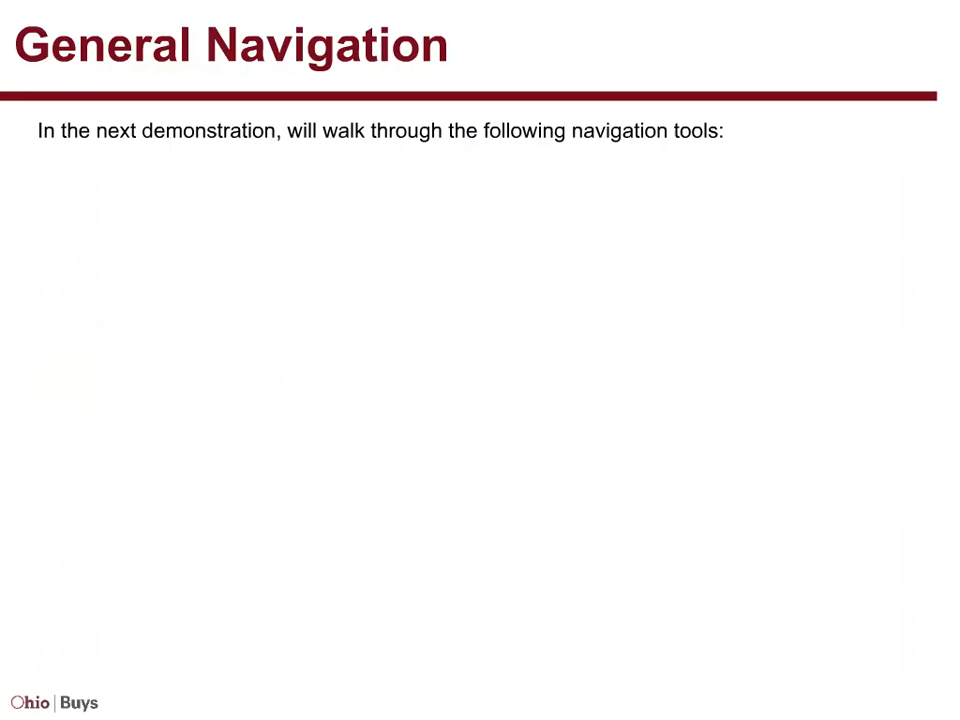 General Navigation
In the next demonstration, will walk through the following navigation tools:
Ohio | Buys